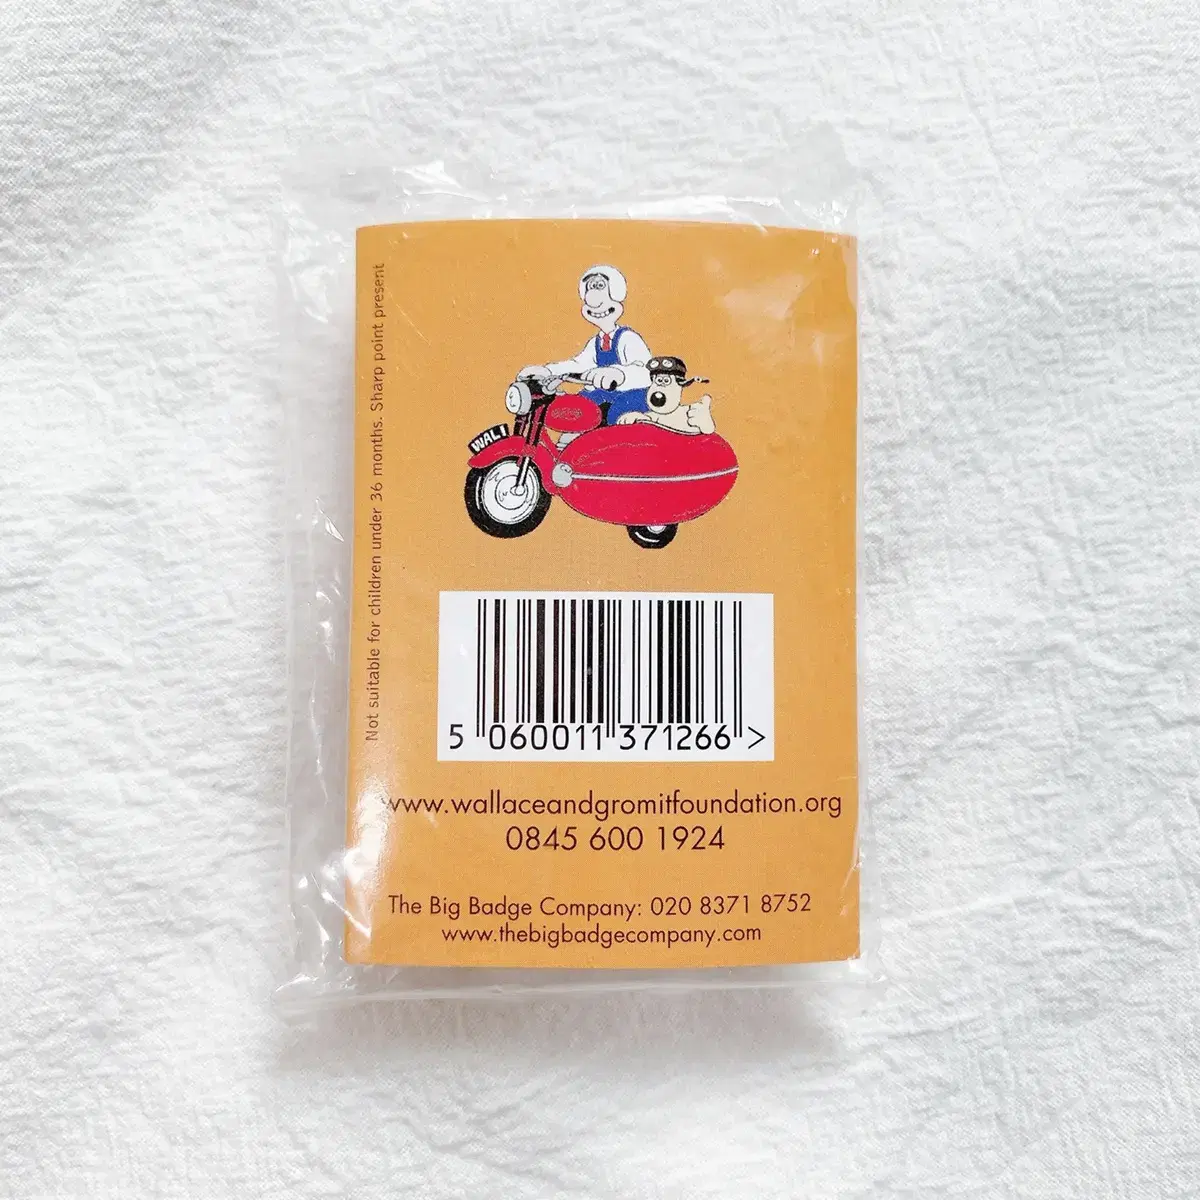 Not suitable for children under 36 months. Sharp point present
WAL 1
5 060011 371266 >
www.wallaceandgromitfoundation.org
0845 600 1924
The Big Badge Company: 020 8371 8752
www.thebigbadgecompany.com